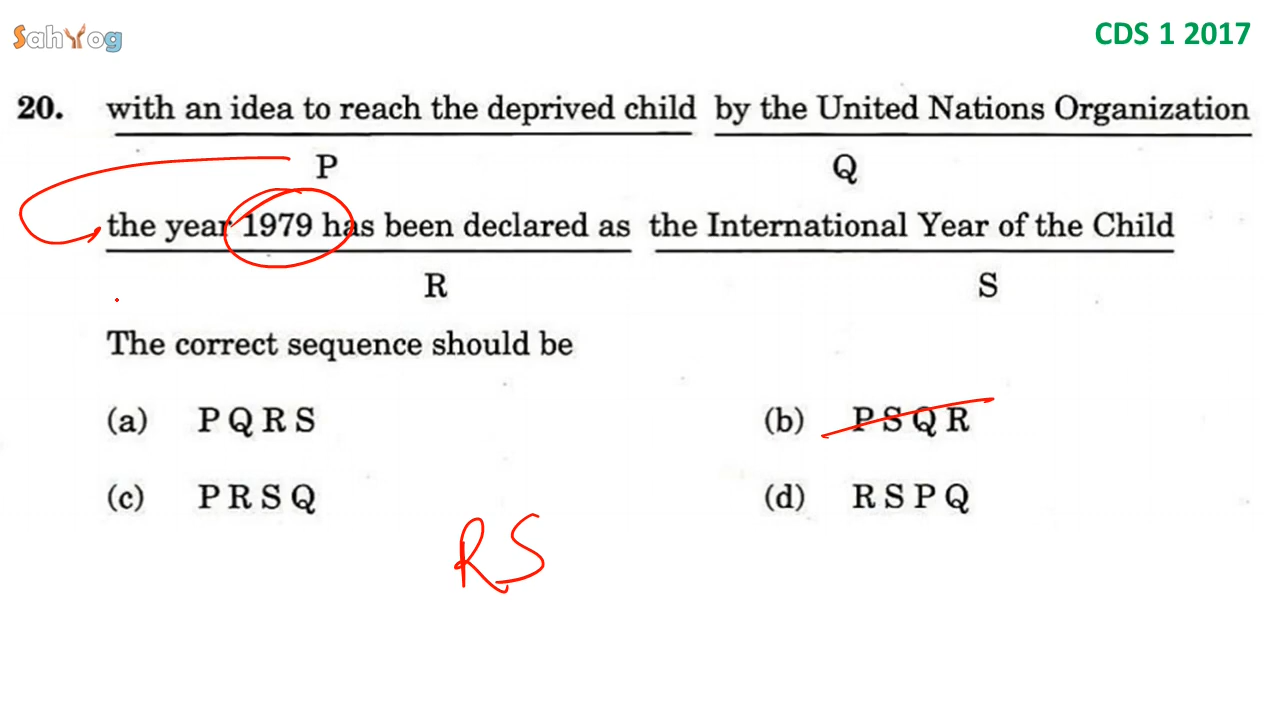 SahYog
CDS 1 2017
20. with an idea to reach the deprived child by the United Nations Organization
P Q
the year 1979 has been declared as the International Year of the Child
R S
The correct sequence should be
(a) P Q R S (b) P S Q R
(c) P R S Q (d) R S P Q
RS